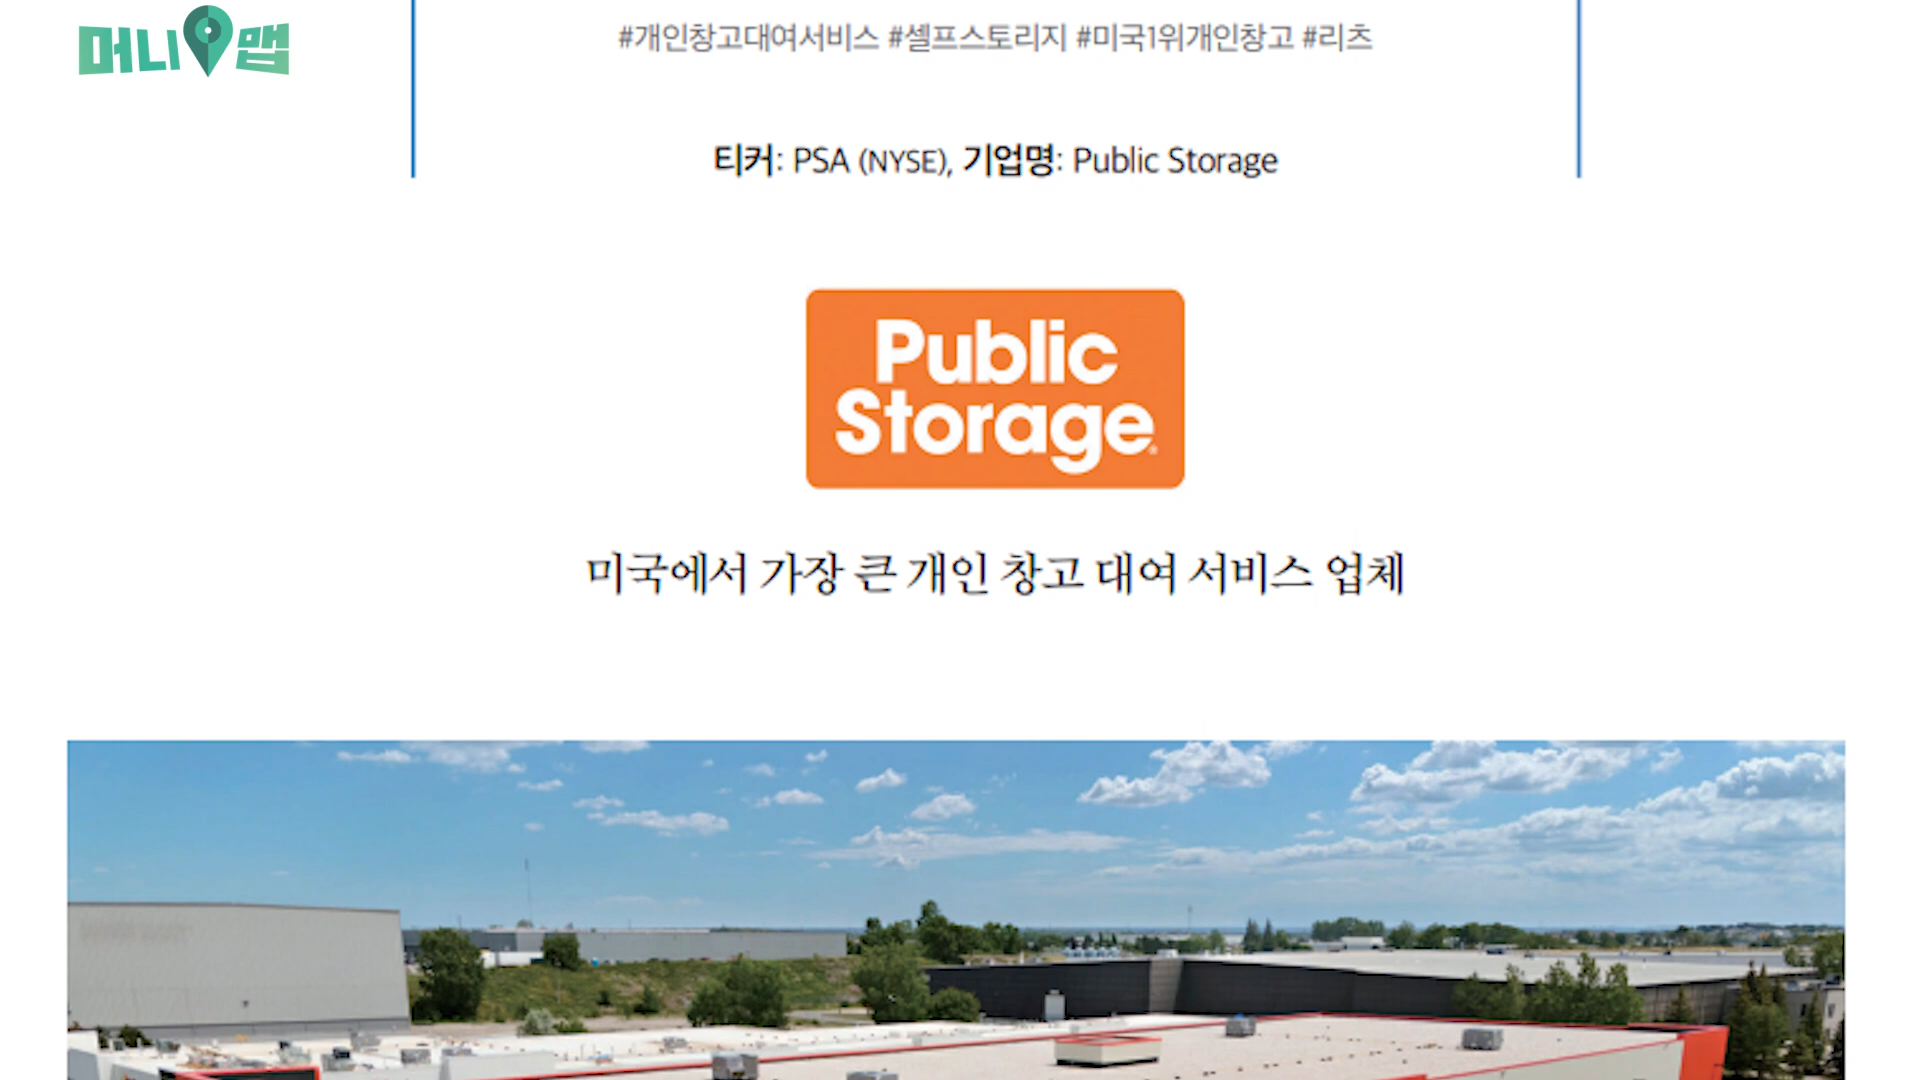 머니맵
#개인창고대여서비스 #셀프스토리지 #미국1위개인창고 #리츠
티커: PSA (NYSE), 기업명: Public Storage
Public
Storage
미국에서 가장 큰 개인 창고 대여 서비스 업체